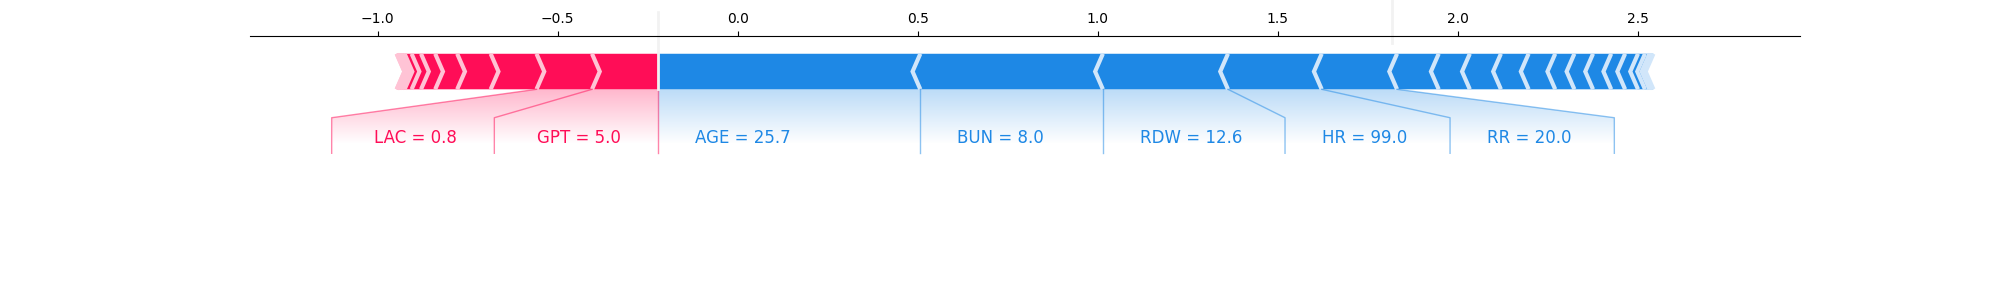 −1.0 −0.5 0.0 0.5 1.0 1.5 2.0 2.5
LAC = 0.8 GPT = 5.0 AGE = 25.7 BUN = 8.0 RDW = 12.6 HR = 99.0 RR = 20.0